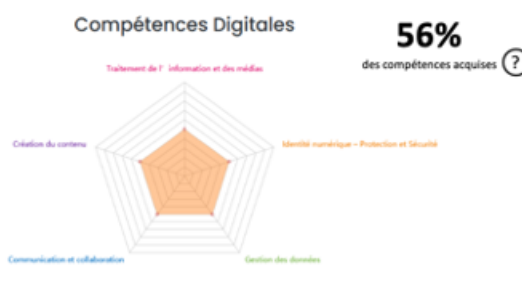 Compétences Digitales
56%
des compétences acquises ?
Traitement de l' information et des médias
Création du contenu
Identité numérique – Protection et Sécurité
Communication et collaboration
Gestion des données